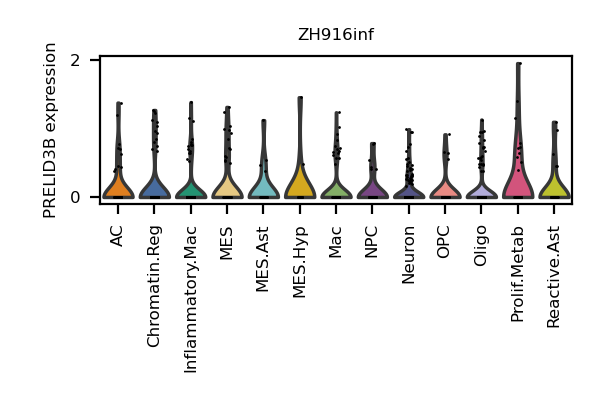 ZH916inf
PRELID3B expression
2
0
AC
Chromatin.Reg
Inflammatory.Mac
MES
MES.Ast
MES.Hyp
Mac
NPC
Neuron
OPC
Oligo
Prolif.Metab
Reactive.Ast